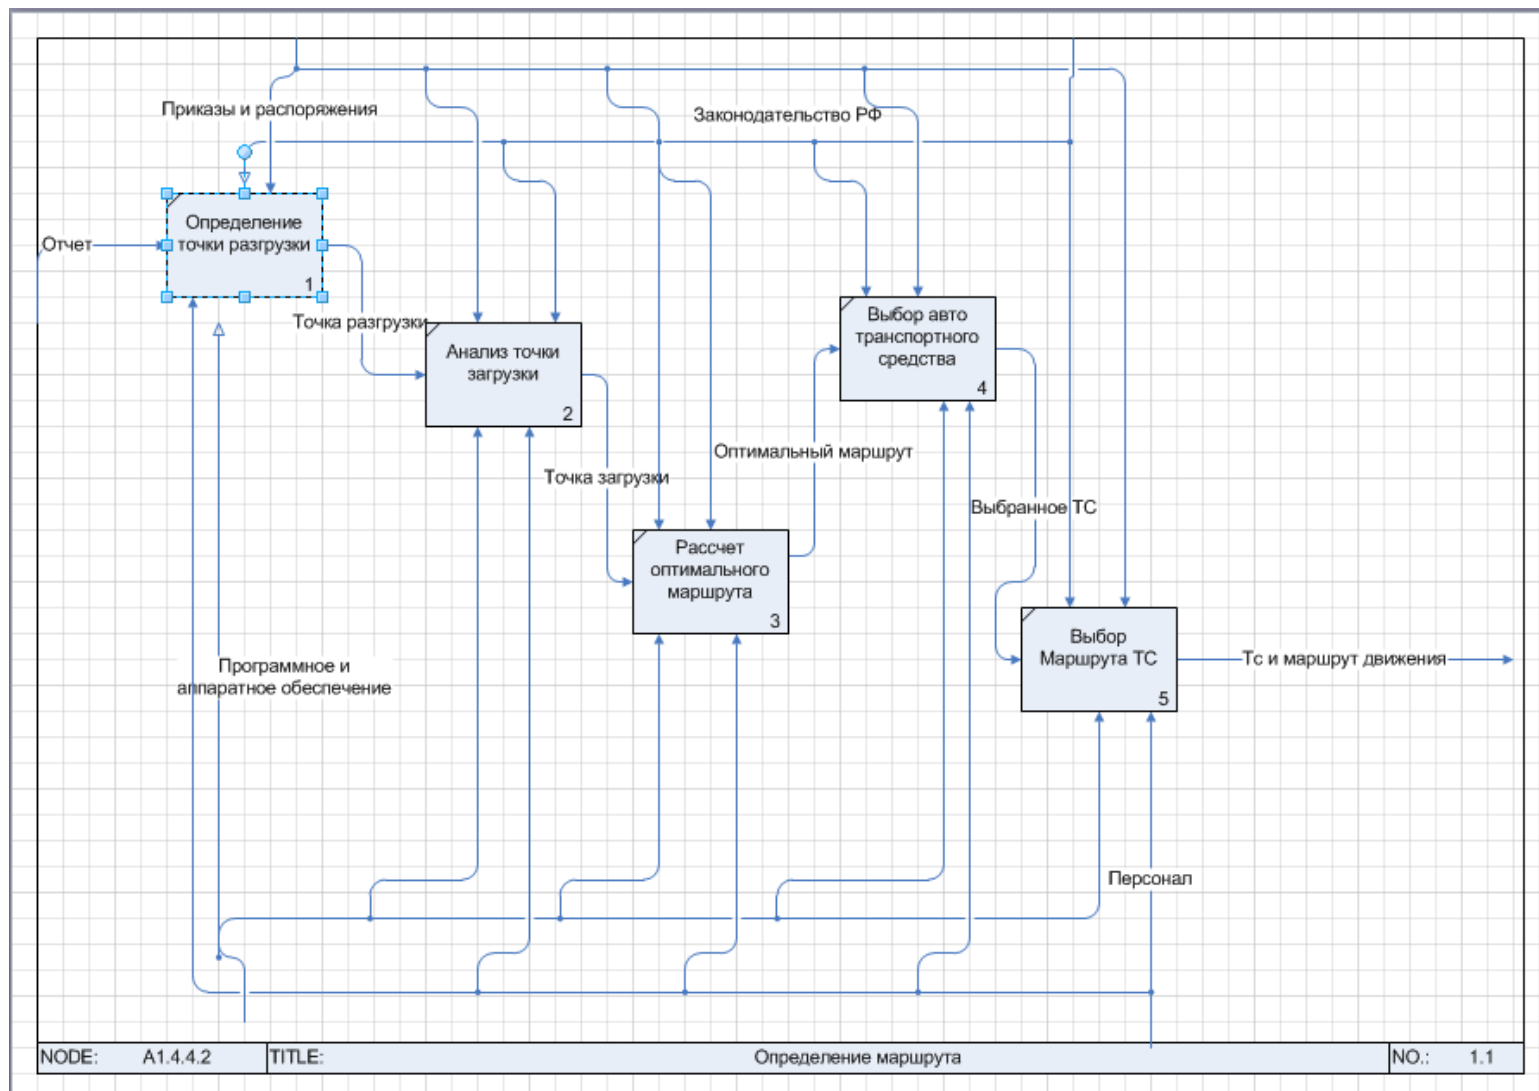 Приказы и распоряжения
Законодательство РФ
Определение
точки разгрузки
1
Отчет
Точка разгрузки
Анализ точки
загрузки
2
Выбор авто
транспортного
средства
4
Оптимальный маршрут
Точка загрузки
Выбранное ТС
Рассчет
оптимального
маршрута
3
Выбор
Маршрута ТС
5
Тс и маршрут движения
Программное и
аппаратное обеспечение
Персонал
NODE: A1.4.4.2 TITLE: Определение маршрута NO.: 1.1